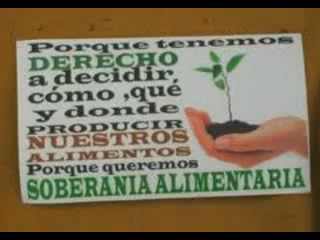 Porque tenemos
DERECHO
a decidir,
cómo ,qué
y donde
PRODUCIR
NUESTROS
ALIMENTOS
Porque queremos
SOBERANIA ALIMENTARIA